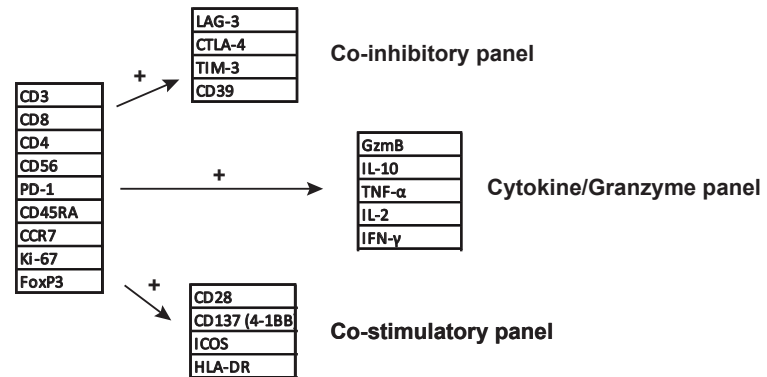 LAG-3
CTLA-4
TIM-3
CD39
Co-inhibitory panel
+
CD3
CD8
CD4
CD56
PD-1
CD45RA
CCR7
Ki-67
FoxP3
+
GzmB
IL-10
TNF-α
IL-2
IFN-γ
Cytokine/Granzyme panel
+
CD28
CD137 (4-1BB
ICOS
HLA-DR
Co-stimulatory panel